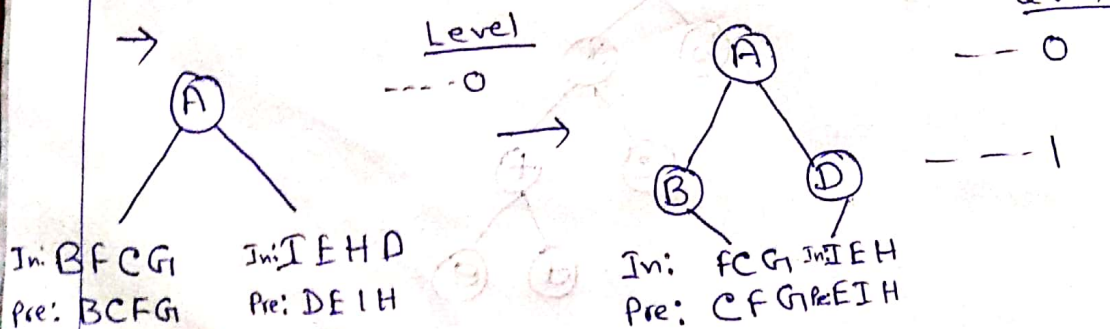 → Level
A ---- 0
In: BFCG In: IEHD
Pre: BCFG Pre: DEIH
→
A --- 0
B D --- 1
In: FCG In: IEH
Pre: CFG Pre: EIH